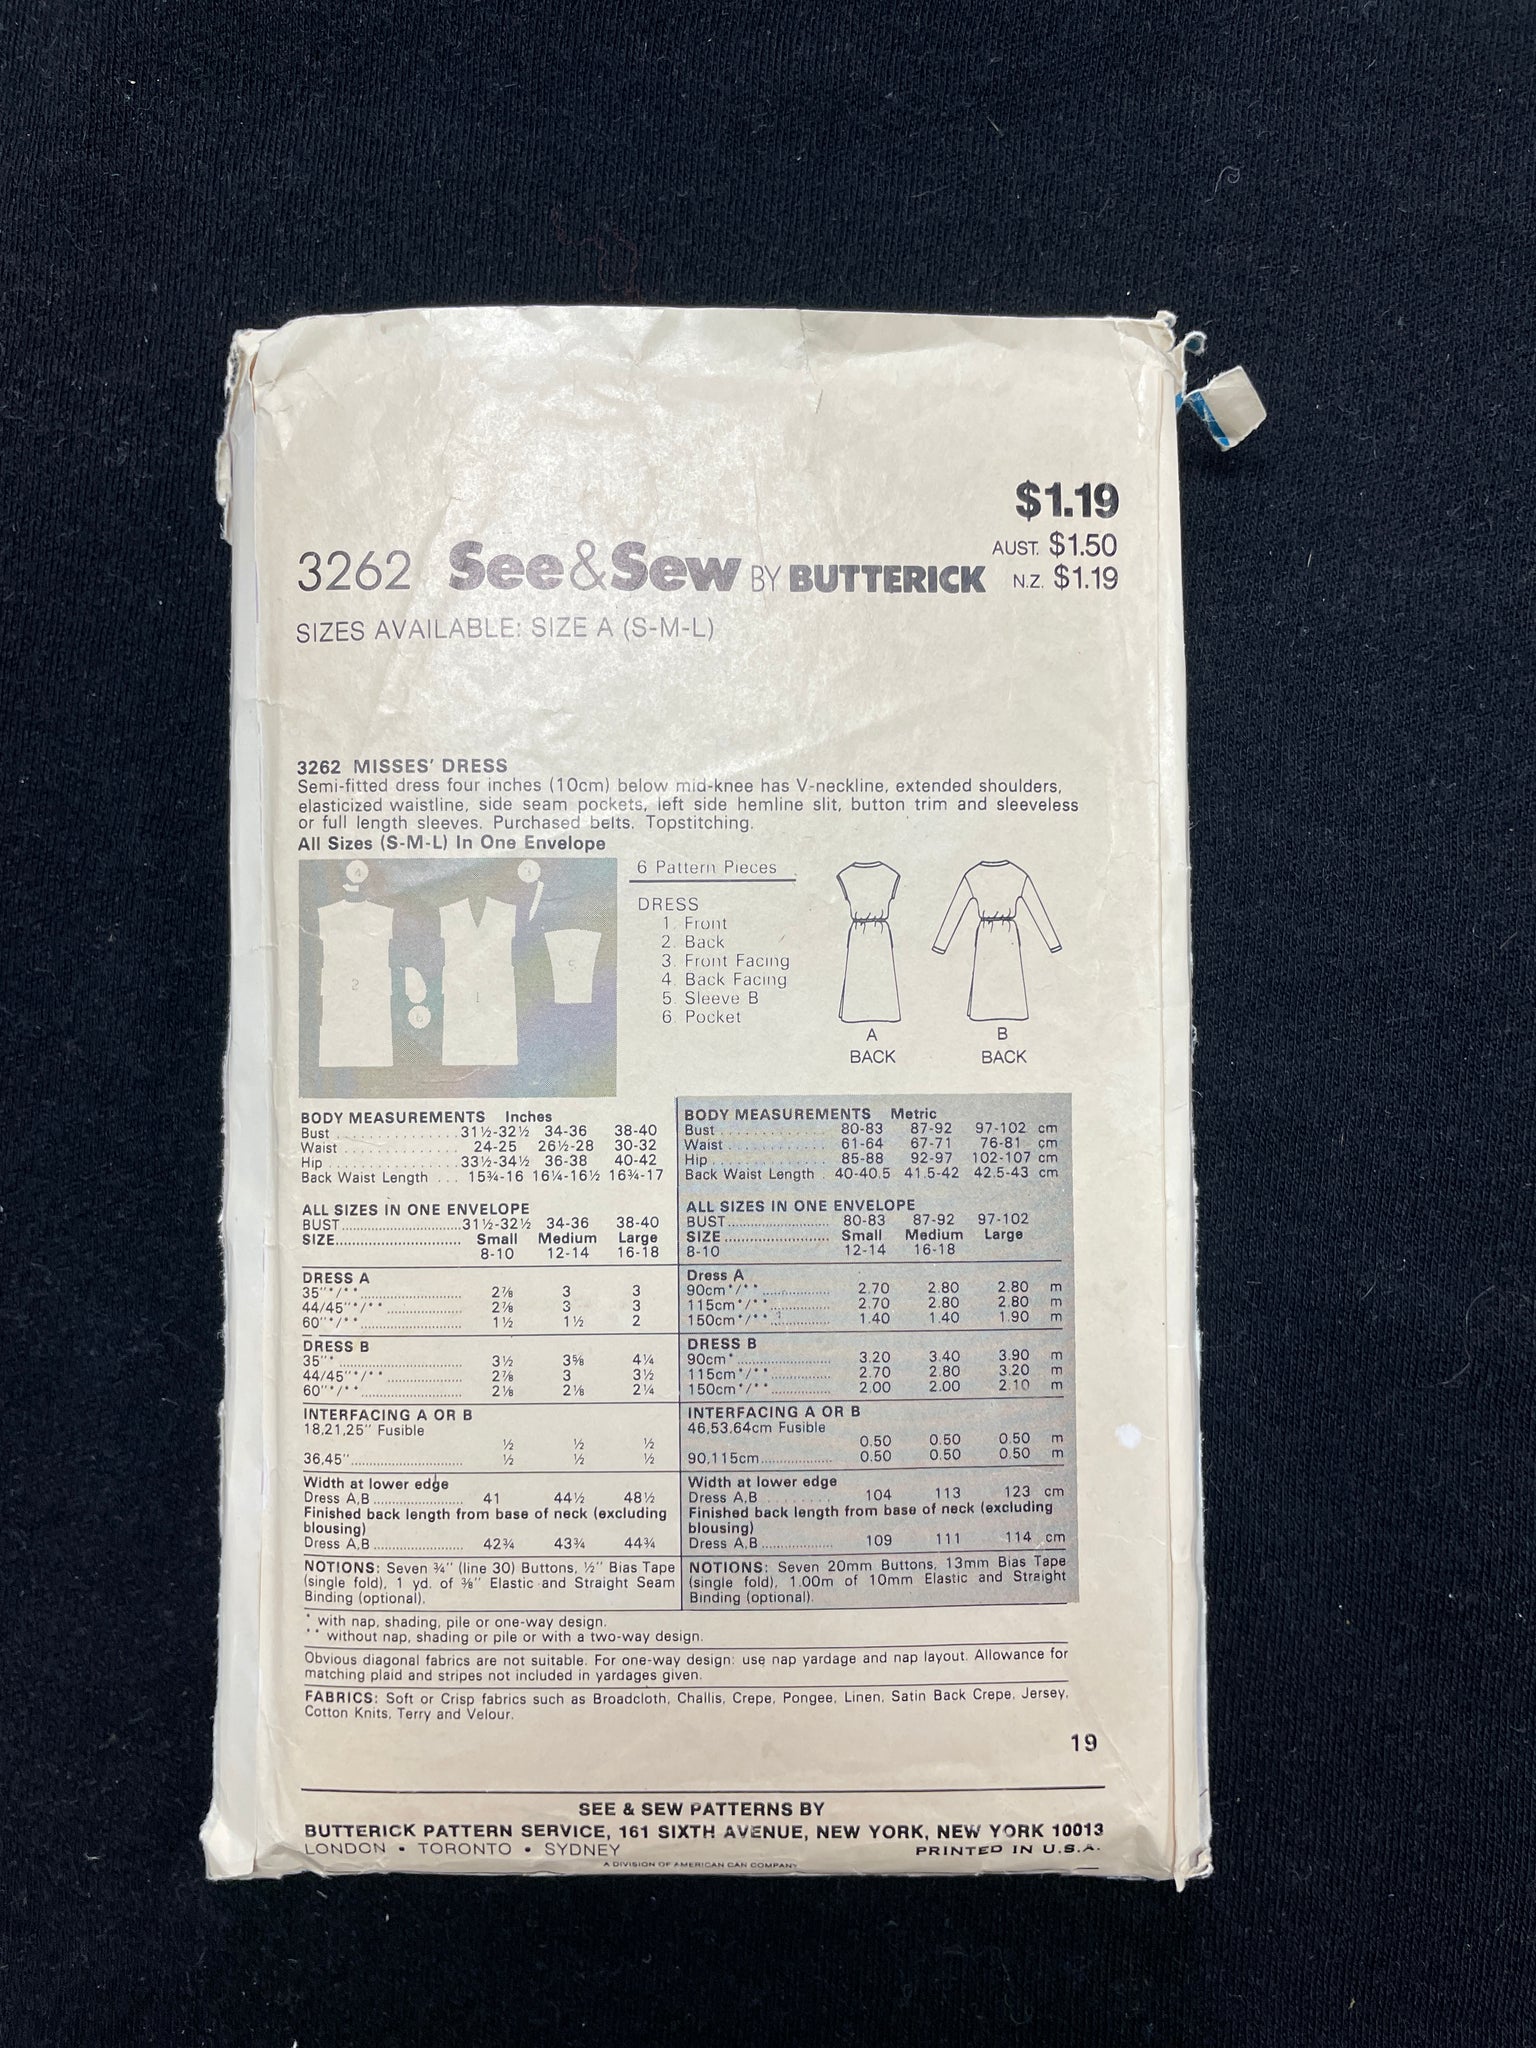 $1.19
3262 See&Sew BY BUTTERICK
AUST. $1.50
N.Z. $1.19
SIZES AVAILABLE: SIZE A (S-M-L)
3262 MISSES' DRESS
Semi-fitted dress four inches (10cm) below mid-knee has V-neckline, extended shoulders,
elasticized waistline, side seam pockets, left side hemline slit, button trim and sleeveless
or full length sleeves. Purchased belts. Topstitching.
All Sizes (S-M-L) In One Envelope
4
3
2
1
5
6
6 Pattern Pieces
DRESS
1. Front
2. Back
3. Front Facing
4. Back Facing
5. Sleeve B
6. Pocket
A
BACK
B
BACK
BODY MEASUREMENTS Inches
Bust 31½-32½ 34-36 38-40
Waist 24-25 26½-28 30-32
Hip 33½-34½ 36-38 40-42
Back Waist Length ... 15¾-16 16¼-16½ 16¾-17
ALL SIZES IN ONE ENVELOPE
BUST 31½-32½ 34-36 38-40
SIZE Small Medium Large
8-10 12-14 16-18
DRESS A
35"*/** 2⅞ 3 3
44/45"*/** 2⅞ 3 3
60"*/** 1½ 1½ 2
DRESS B
35"* 3½ 3⅝ 4¼
44/45"*/** 2⅞ 3 3½
60"*/** 2⅛ 2⅛ 2¼
INTERFACING A OR B
18,21,25" Fusible
½ ½ ½
36,45" ½ ½ ½
Width at lower edge
Dress A,B 41 44½ 48½
Finished back length from base of neck (excluding
blousing)
Dress A,B 42¾ 43¾ 44¾
NOTIONS: Seven ¾" (line 30) Buttons, ½" Bias Tape
(single fold), 1 yd. of ⅜" Elastic and Straight Seam
Binding (optional).
BODY MEASUREMENTS Metric
Bust 80-83 87-92 97-102 cm
Waist 61-64 67-71 76-81 cm
Hip 85-88 92-97 102-107 cm
Back Waist Length . 40-40.5 41.5-42 42.5-43 cm
ALL SIZES IN ONE ENVELOPE
BUST 80-83 87-92 97-102
SIZE Small Medium Large
8-10 12-14 16-18
Dress A
90cm*/** 2.70 2.80 2.80 m
115cm*/** 2.70 2.80 2.80 m
150cm*/** 1.40 1.40 1.90 m
DRESS B
90cm* 3.20 3.40 3.90 m
115cm*/** 2.70 2.80 3.20 m
150cm*/** 2.00 2.00 2.10 m
INTERFACING A OR B
46,53,64cm Fusible
0.50 0.50 0.50 m
90,115cm 0.50 0.50 0.50 m
Width at lower edge
Dress A,B 104 113 123 cm
Finished back length from base of neck (excluding
blousing)
Dress A,B 109 111 114 cm
NOTIONS: Seven 20mm Buttons, 13mm Bias Tape
(single fold), 1.00m of 10mm Elastic and Straight
Binding (optional).
* with nap, shading, pile or one-way design.
** without nap, shading or pile or with a two-way design.
Obvious diagonal fabrics are not suitable. For one-way design: use nap yardage and nap layout. Allowance for
matching plaid and stripes not included in yardages given.
FABRICS: Soft or Crisp fabrics such as Broadcloth, Challis, Crepe, Pongee, Linen, Satin Back Crepe, Jersey,
Cotton Knits, Terry and Velour.
19
SEE & SEW PATTERNS BY
BUTTERICK PATTERN SERVICE, 161 SIXTH AVENUE, NEW YORK, NEW YORK 10013
LONDON • TORONTO • SYDNEY PRINTED IN U.S.A.
A DIVISION OF AMERICAN CAN COMPANY